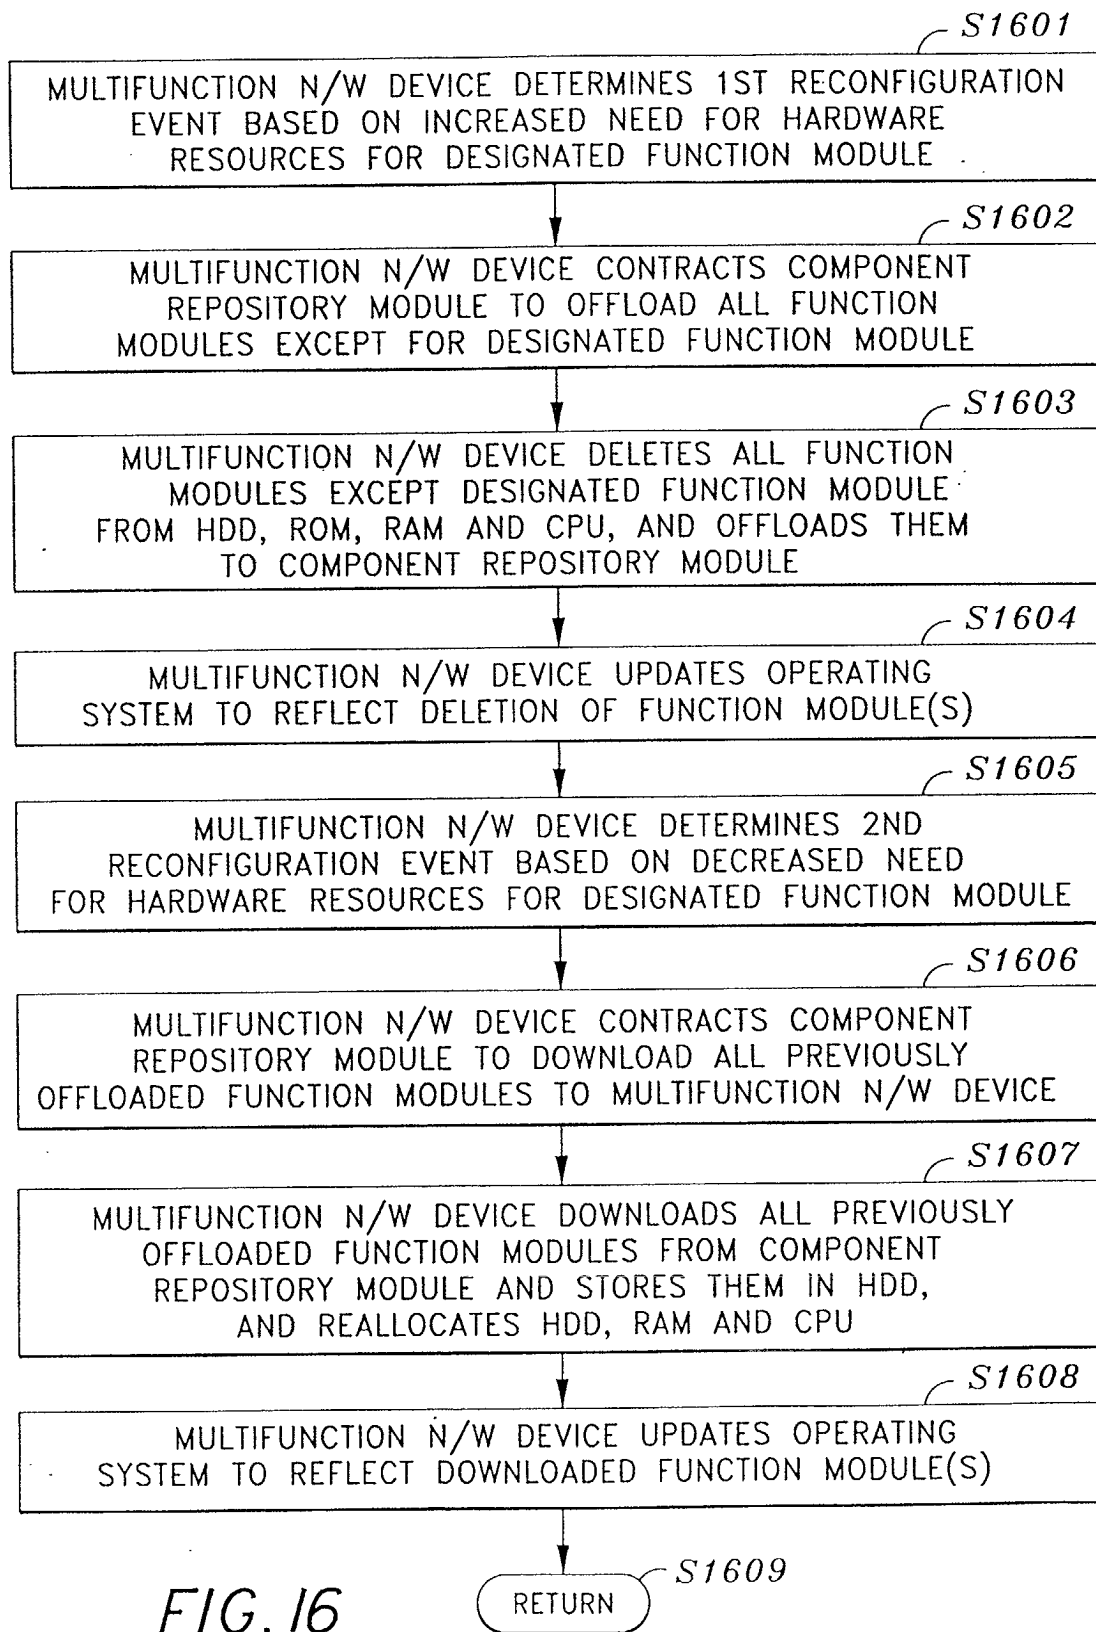 S1601
MULTIFUNCTION N/W DEVICE DETERMINES 1ST RECONFIGURATION
EVENT BASED ON INCREASED NEED FOR HARDWARE
RESOURCES FOR DESIGNATED FUNCTION MODULE
S1602
MULTIFUNCTION N/W DEVICE CONTRACTS COMPONENT
REPOSITORY MODULE TO OFFLOAD ALL FUNCTION
MODULES EXCEPT FOR DESIGNATED FUNCTION MODULE
S1603
MULTIFUNCTION N/W DEVICE DELETES ALL FUNCTION
MODULES EXCEPT DESIGNATED FUNCTION MODULE
FROM HDD, ROM, RAM AND CPU, AND OFFLOADS THEM
TO COMPONENT REPOSITORY MODULE
S1604
MULTIFUNCTION N/W DEVICE UPDATES OPERATING
SYSTEM TO REFLECT DELETION OF FUNCTION MODULE(S)
S1605
MULTIFUNCTION N/W DEVICE DETERMINES 2ND
RECONFIGURATION EVENT BASED ON DECREASED NEED
FOR HARDWARE RESOURCES FOR DESIGNATED FUNCTION MODULE
S1606
MULTIFUNCTION N/W DEVICE CONTRACTS COMPONENT
REPOSITORY MODULE TO DOWNLOAD ALL PREVIOUSLY
OFFLOADED FUNCTION MODULES TO MULTIFUNCTION N/W DEVICE
S1607
MULTIFUNCTION N/W DEVICE DOWNLOADS ALL PREVIOUSLY
OFFLOADED FUNCTION MODULES FROM COMPONENT
REPOSITORY MODULE AND STORES THEM IN HDD,
AND REALLOCATES HDD, RAM AND CPU
S1608
MULTIFUNCTION N/W DEVICE UPDATES OPERATING
SYSTEM TO REFLECT DOWNLOADED FUNCTION MODULE(S)
S1609
RETURN
FIG. 16